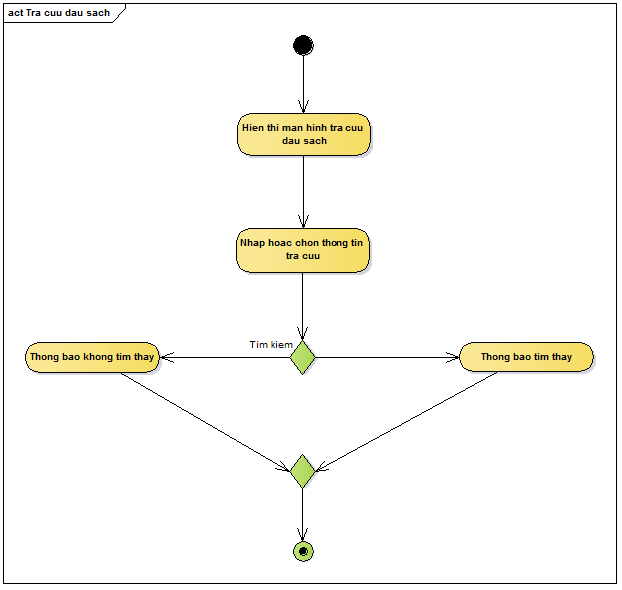 act Tra cuu dau sach
Hien thi man hinh tra cuu
dau sach
Nhap hoac chon thong tin
tra cuu
Tim kiem
Thong bao khong tim thay
Thong bao tim thay